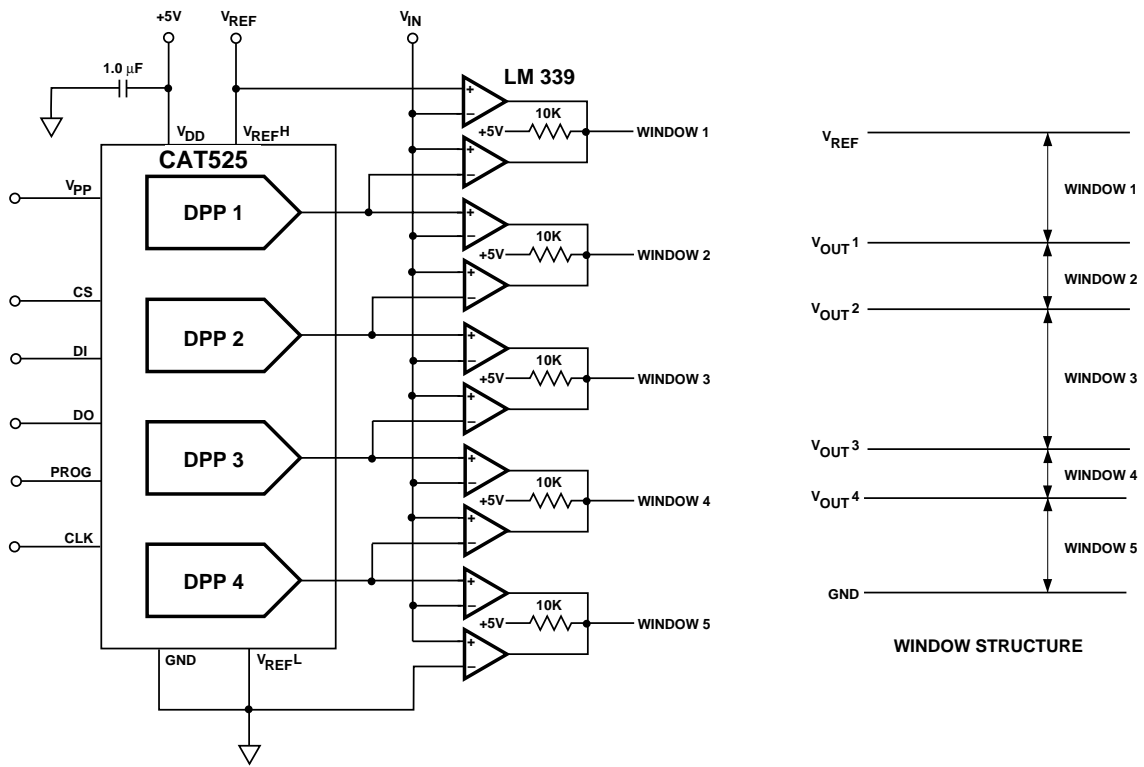 +5V
VREF
VIN
1.0 µF
LM 339
VDD
VREFH
CAT525
+
–
10K
+5V
WINDOW 1
+
–
VPP
DPP 1
+
–
10K
+5V
WINDOW 2
+
–
CS
DPP 2
DI
+
–
10K
+5V
WINDOW 3
+
–
DO
DPP 3
PROG
+
–
10K
+5V
WINDOW 4
+
–
CLK
DPP 4
+
–
10K
+5V
WINDOW 5
+
–
GND
VREFL
VREF
WINDOW 1
VOUT1
WINDOW 2
VOUT2
WINDOW 3
VOUT3
WINDOW 4
VOUT4
WINDOW 5
GND
WINDOW STRUCTURE